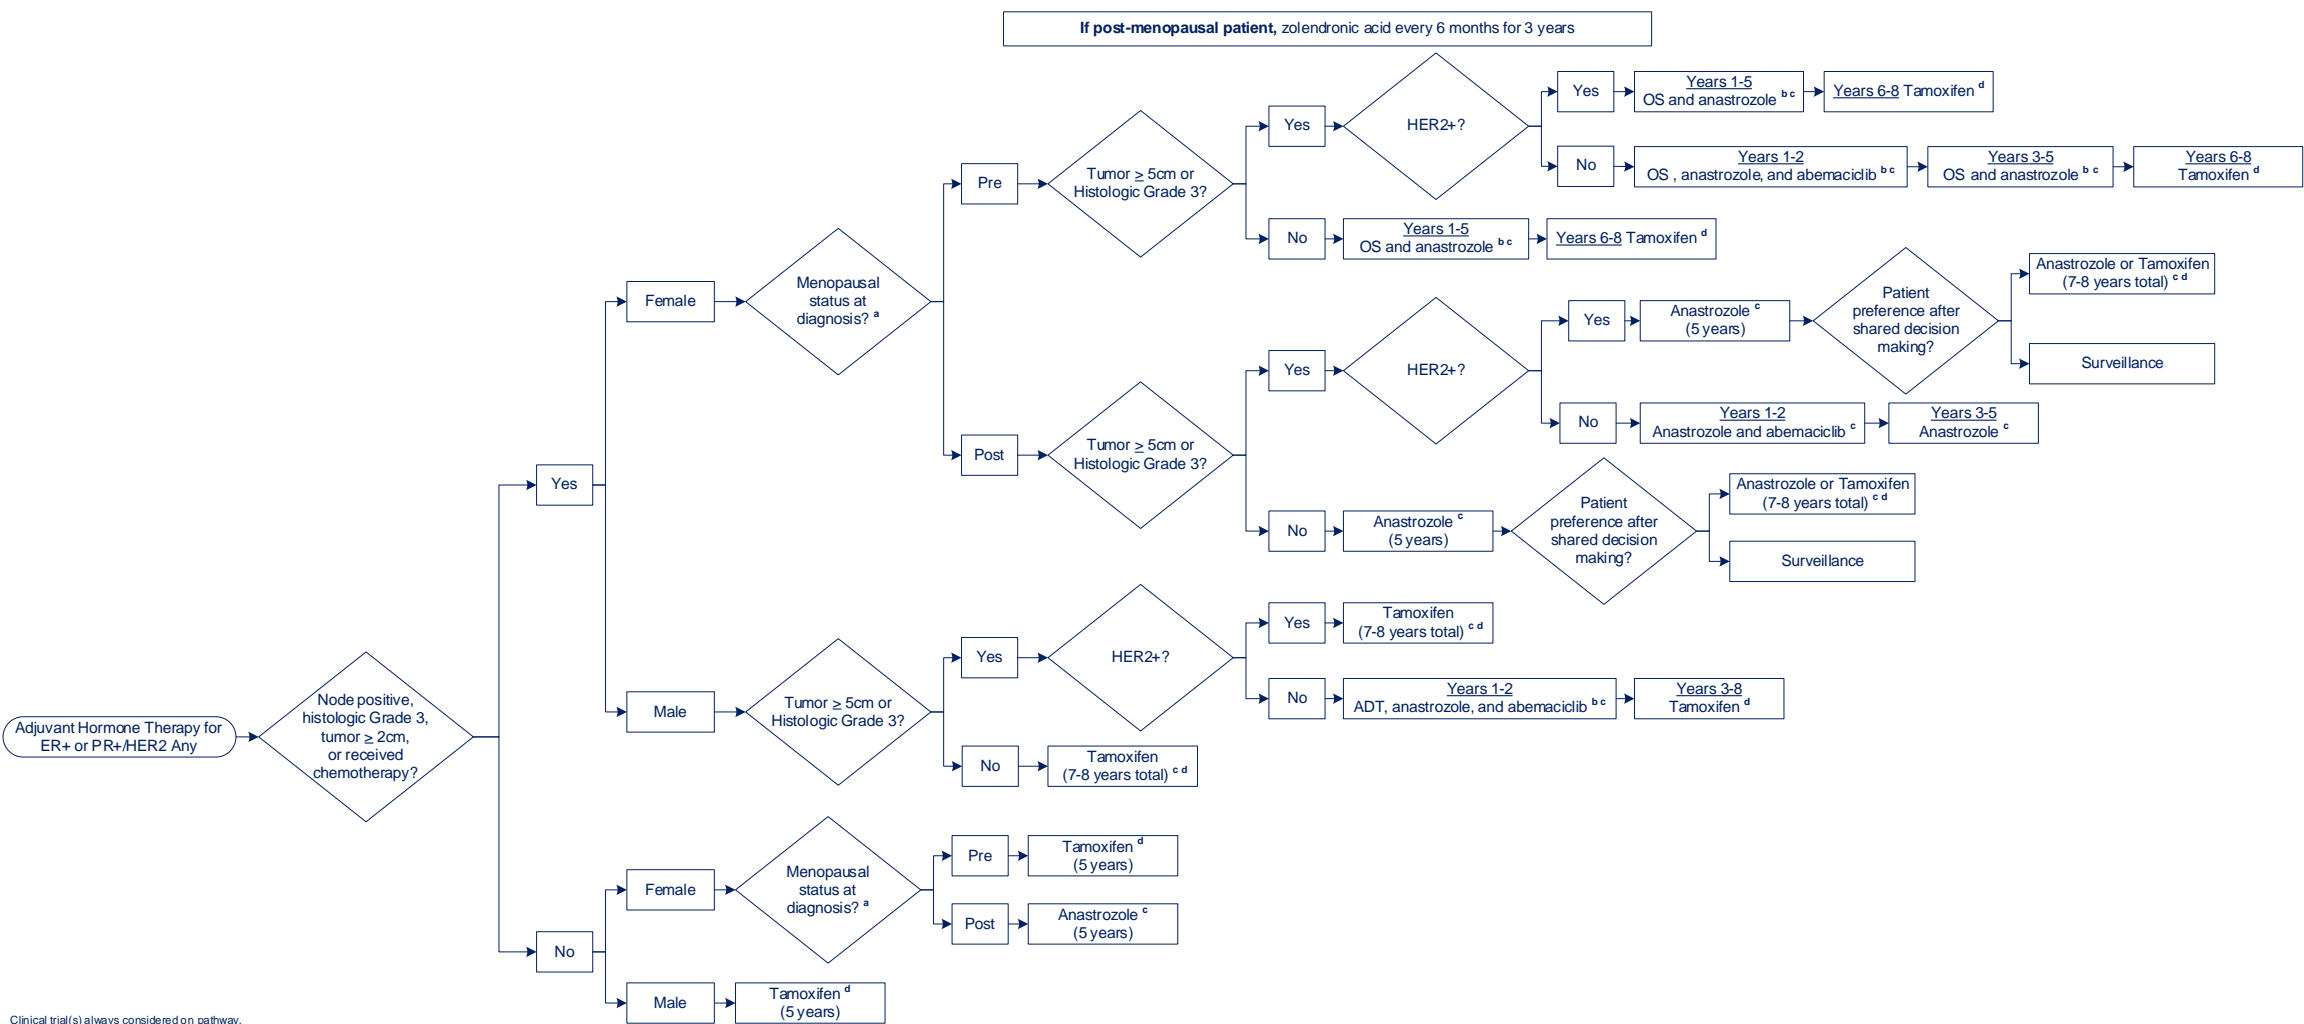 If post-menopausal patient, zolendronic acid every 6 months for 3 years
Adjuvant Hormone Therapy for
ER+ or PR+/HER2 Any
Node positive,
histologic Grade 3,
tumor ≥ 2cm,
or received
chemotherapy?
Yes
Female
Menopausal
status at
diagnosis? a
Pre
Tumor ≥ 5cm or
Histologic Grade 3?
Yes
HER2+?
Yes
Years 1-5
OS and anastrozole b c
Years 6-8 Tamoxifen d
No
Years 1-2
OS , anastrozole, and abemaciclib b c
Years 3-5
OS and anastrozole b c
Years 6-8
Tamoxifen d
No
Years 1-5
OS and anastrozole b c
Years 6-8 Tamoxifen d
Post
Tumor ≥ 5cm or
Histologic Grade 3?
Yes
HER2+?
Yes
Anastrozole c
(5 years)
Patient
preference after
shared decision
making?
Anastrozole or Tamoxifen
(7-8 years total) c d
Surveillance
No
Years 1-2
Anastrozole and abemaciclib c
Years 3-5
Anastrozole c
No
Anastrozole c
(5 years)
Patient
preference after
shared decision
making?
Anastrozole or Tamoxifen
(7-8 years total) c d
Surveillance
Male
Tumor ≥ 5cm or
Histologic Grade 3?
Yes
HER2+?
Yes
Tamoxifen
(7-8 years total) c d
No
Years 1-2
ADT, anastrozole, and abemaciclib b c
Years 3-8
Tamoxifen d
No
Tamoxifen
(7-8 years total) c d
No
Female
Menopausal
status at
diagnosis? a
Pre
Tamoxifen d
(5 years)
Post
Anastrozole c
(5 years)
Male
Tamoxifen d
(5 years)
Clinical trial(s) always considered on pathway.